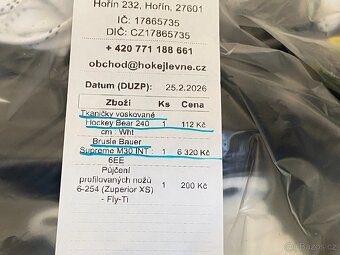 Hořín 232, Hořín, 27601
IČ: 17865735
DIČ: CZ17865735
+ 420 771 188 661
obchod@hokejlevne.cz
Datum (DUZP): 25.2.2026
Zboží Ks Cena
Tkaničky voskované
Hockey Bear 240 1 112 Kč
cm : Wht
Brusle Bauer
Supreme M30 INT : 1 6 320 Kč
6EE
Půjčení
profilovaných nožů 1 200 Kč
6-254 (Zuperior XS)
- Fly-Ti
Sbazar.cz